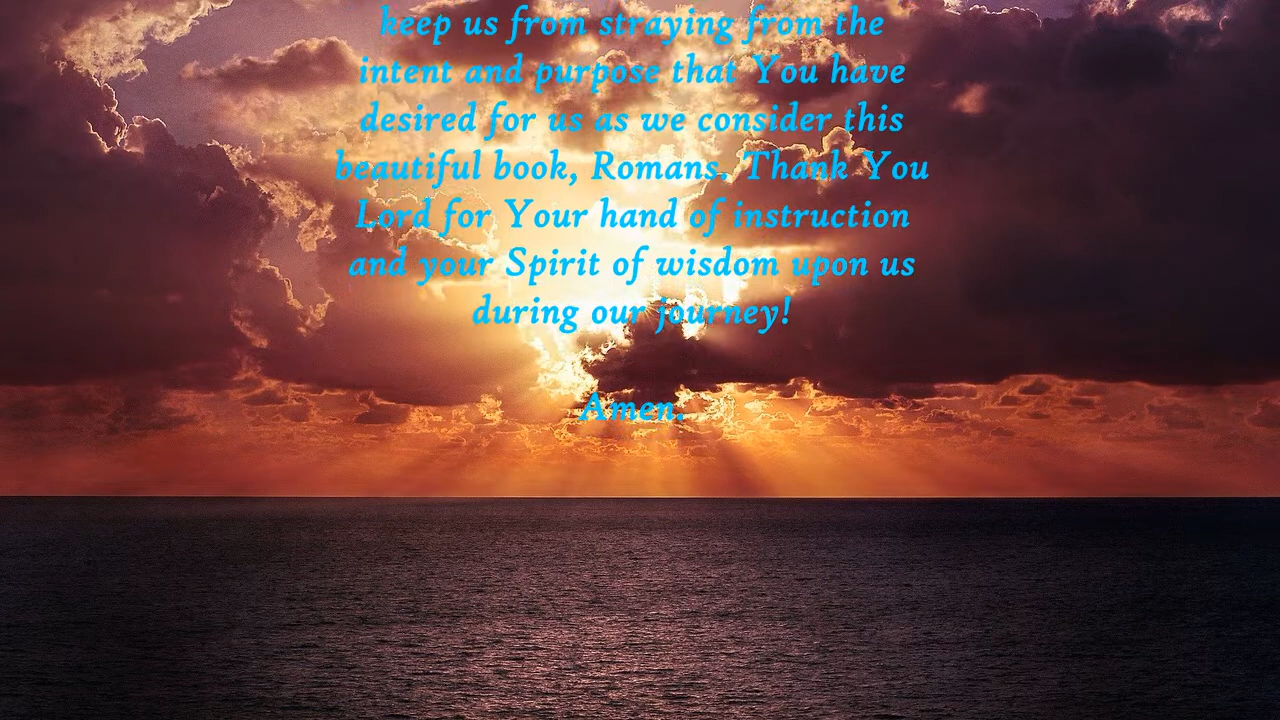 keep us from straying from the
intent and purpose that You have
desired for us as we consider this
beautiful book, Romans. Thank You
Lord for Your hand of instruction
and your Spirit of wisdom upon us
during our journey!
Amen.